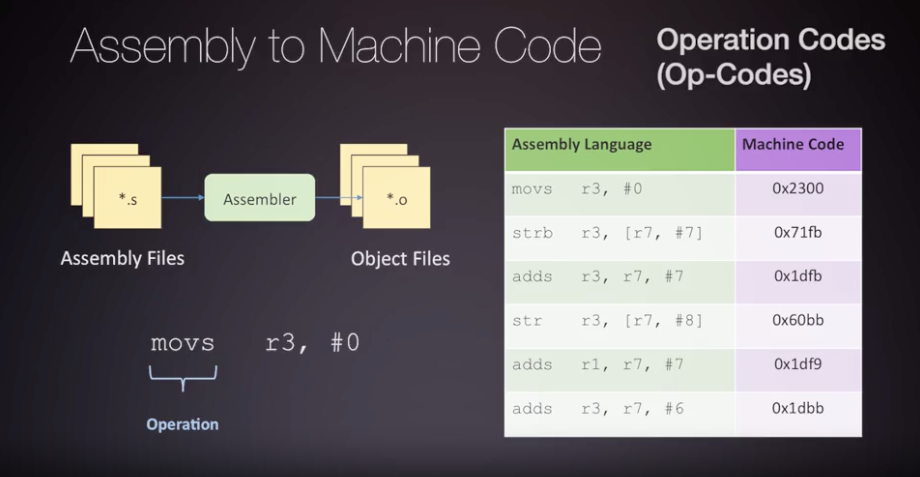 Assembly to Machine Code
Operation Codes
(Op-Codes)
*.s
Assembler
*.o
Assembly Files
Object Files
movs r3, #0
Operation
Assembly Language Machine Code
movs r3, #0 0x2300
strb r3, [r7, #7] 0x71fb
adds r3, r7, #7 0x1dfb
str r3, [r7, #8] 0x60bb
adds r1, r7, #7 0x1df9
adds r3, r7, #6 0x1dbb